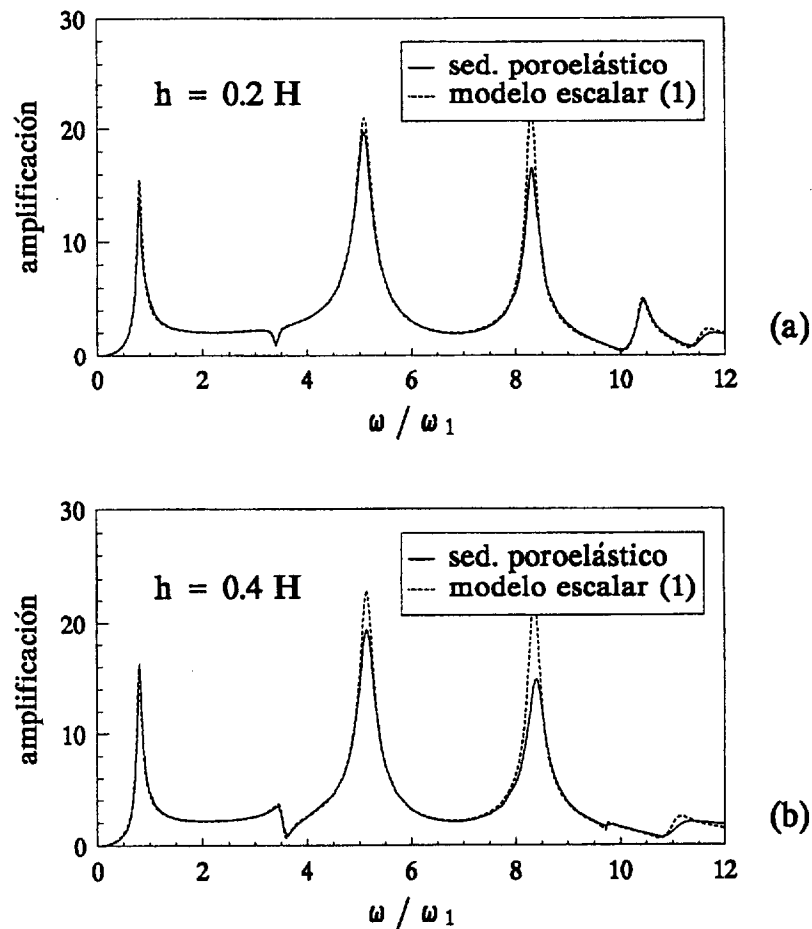 30
20
10
0
amplificación
h = 0.2 H
sed. poroelástico
modelo escalar (1)
0 2 4 6 8 10 12
ω / ω 1
(a)
30
20
10
0
amplificación
h = 0.4 H
sed. poroelástico
modelo escalar (1)
0 2 4 6 8 10 12
ω / ω 1
(b)